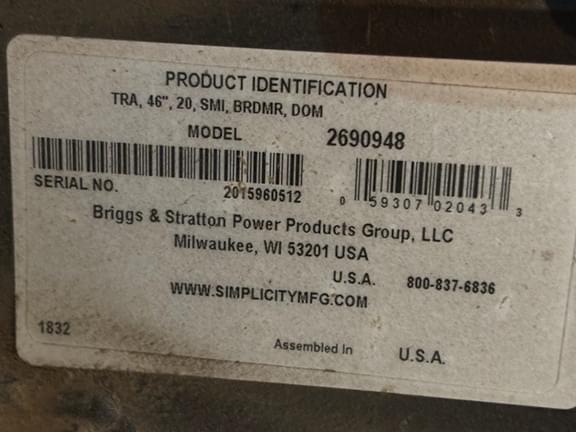 PRODUCT IDENTIFICATION
TRA, 46", 20, SMI, BRDMR, DOM
MODEL 2690948
SERIAL NO. 2015960512
0 59307 02043 3
Briggs & Stratton Power Products Group, LLC
Milwaukee, WI 53201 USA
U.S.A. 800-837-6836
WWW.SIMPLICITYMFG.COM
1832
Assembled In U.S.A.